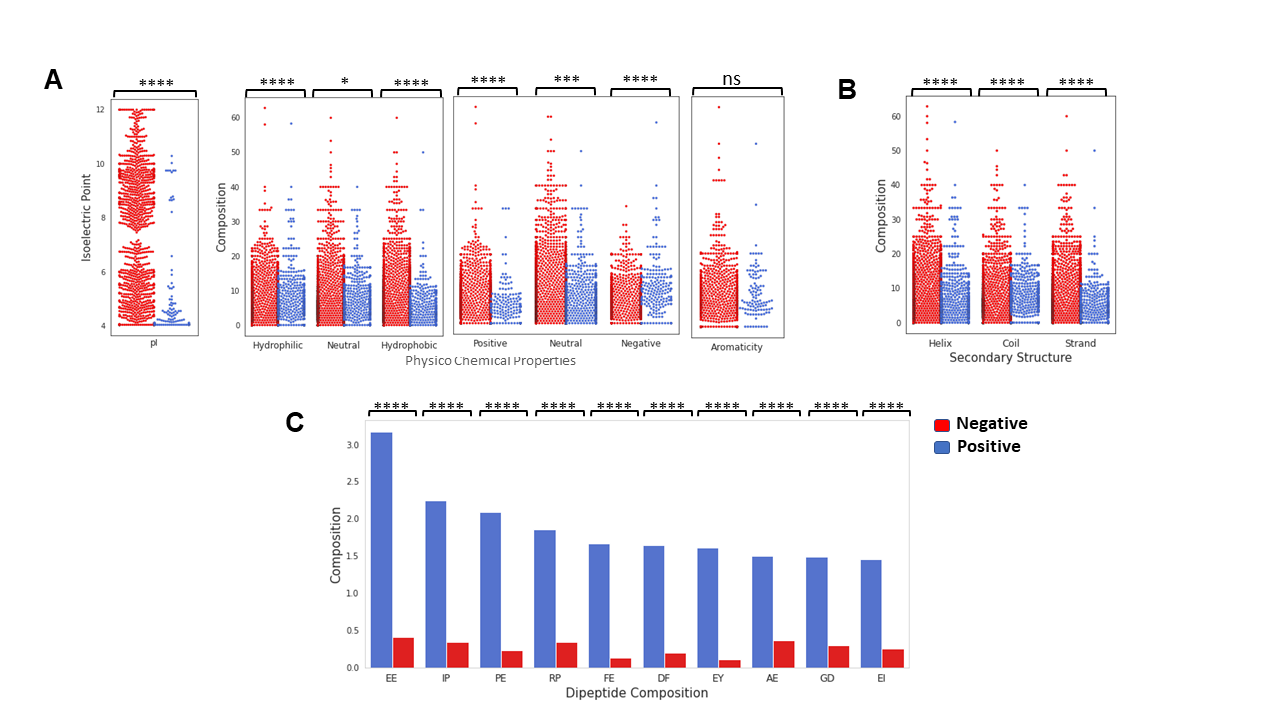 A
****
Isoelectric Point
12
10
8
6
4
pI
**** * ****
Composition
60
50
40
30
20
10
0
Hydrophilic Neutral Hydrophobic
**** *** ****
Positive Neutral Negative
ns
Aromaticity
Physico Chemical Properties
B
**** **** ****
Composition
60
50
40
30
20
10
0
Helix Coil Strand
Secondary Structure
C
**** **** **** **** **** **** **** **** **** ****
Composition
3.0
2.5
2.0
1.5
1.0
0.5
0.0
EE IP PE RP FE DF EY AE GD EI
Dipeptide Composition
Negative
Positive